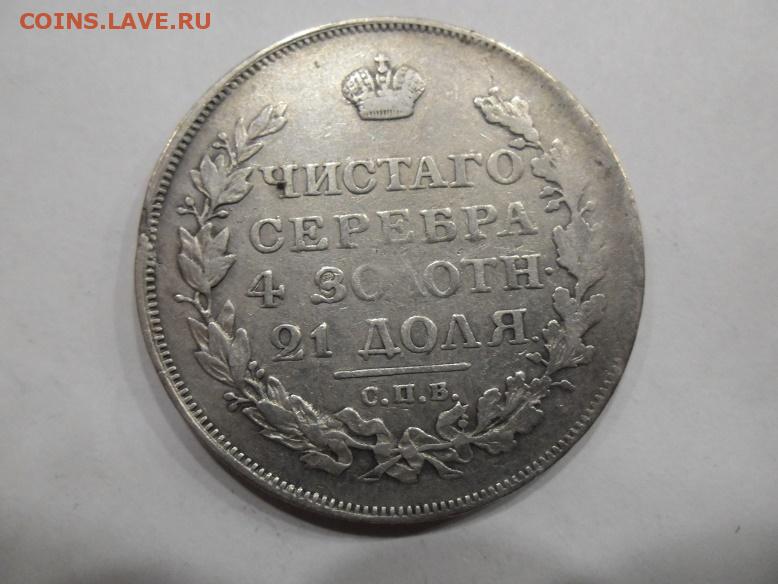 COINS.LAVE.RU
ЧИСТАГО
СЕРЕБРА
4 ЗОЛОТН.
21 ДОЛЯ.
С.П.Б.